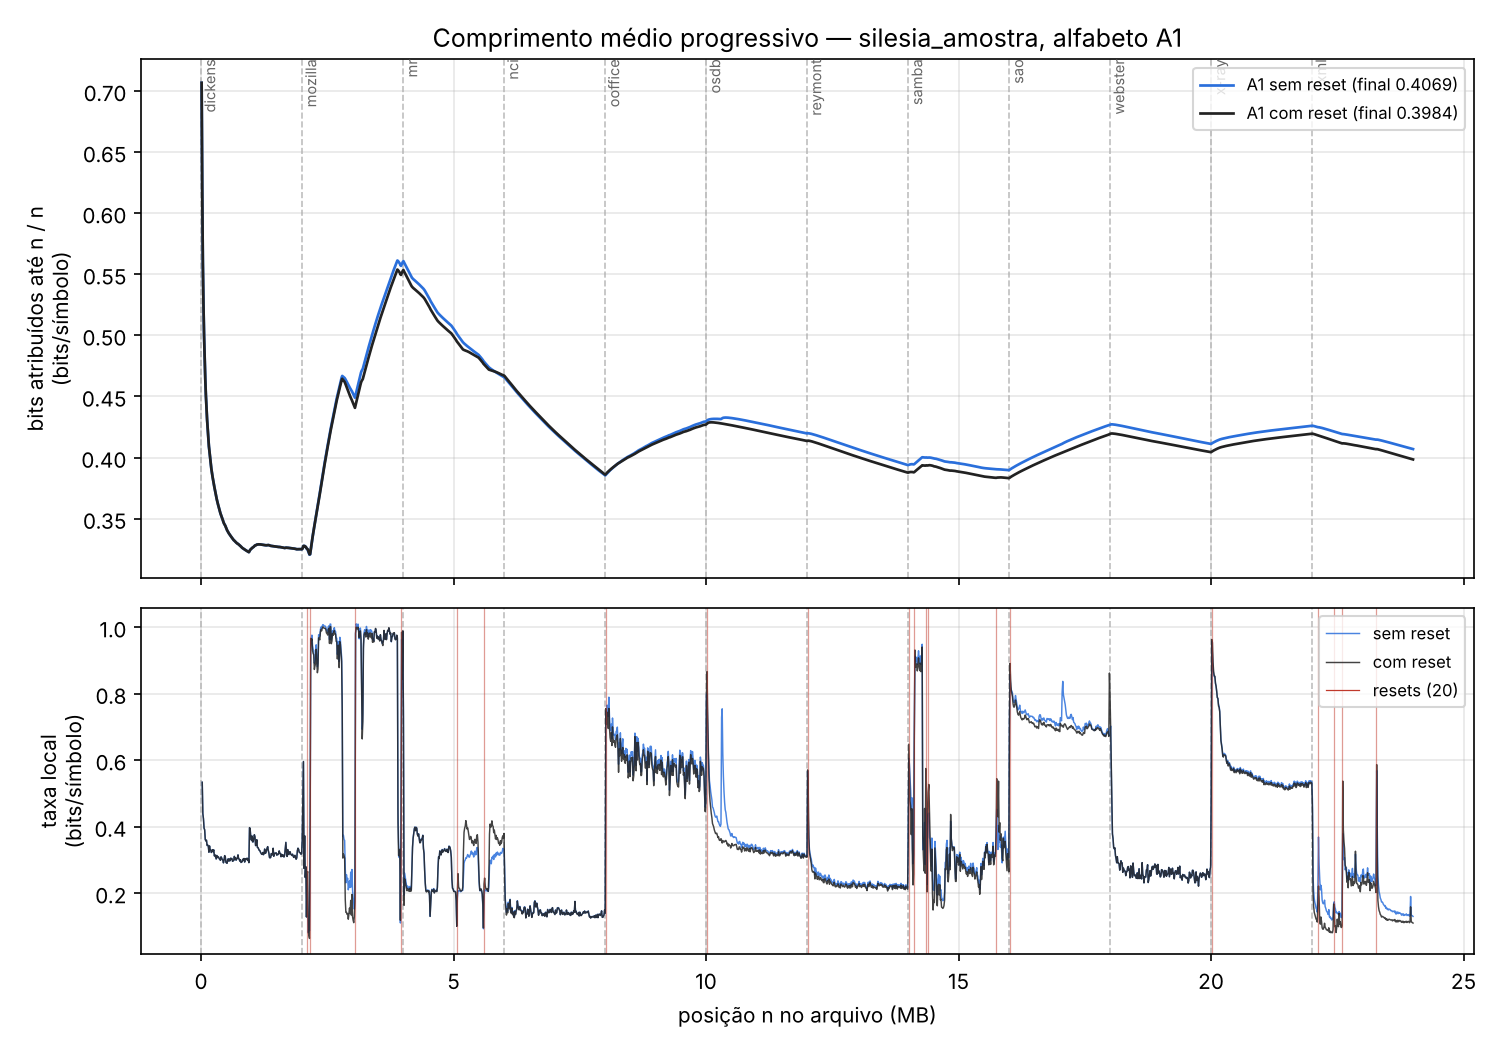 Comprimento médio progressivo — silesia_amostra, alfabeto A1
dickens
mozilla
mr
nci
ooffice
osdb
reymont
samba
sao
webster
A1 sem reset (final 0.4069)
A1 com reset (final 0.3984)
bits atribuídos até n / n
(bits/símbolo)
0.70
0.65
0.60
0.55
0.50
0.45
0.40
0.35
sem reset
com reset
resets (20)
taxa local
(bits/símbolo)
1.0
0.8
0.6
0.4
0.2
0
5
10
15
20
25
posição n no arquivo (MB)